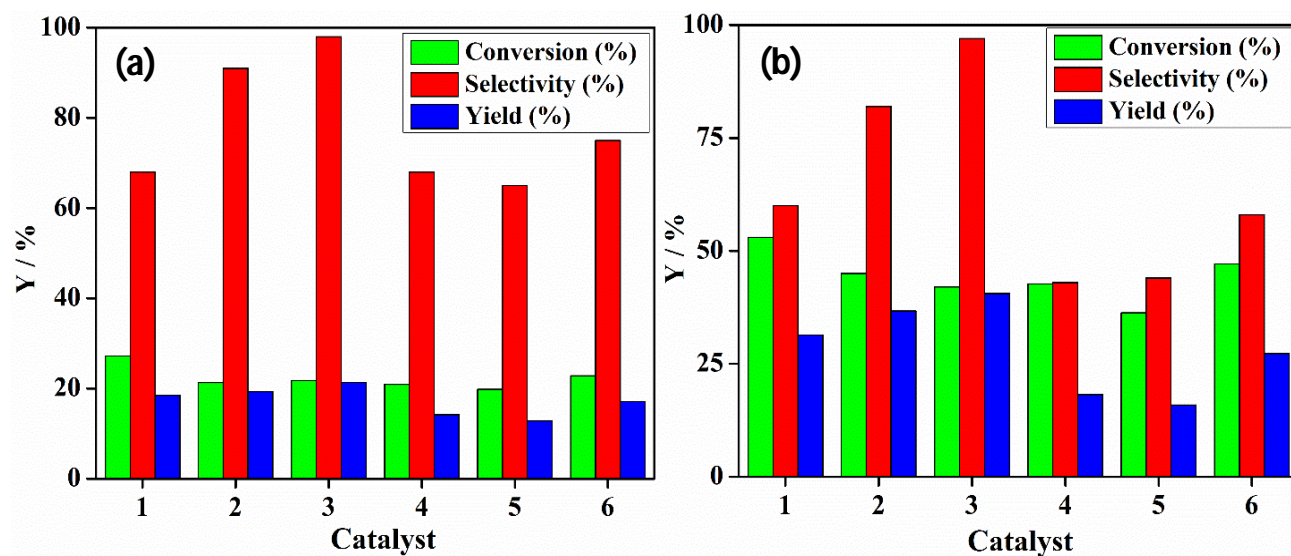 (a)
Conversion (%)
Selectivity (%)
Yield (%)
100
80
60
40
20
0
Y / %
1 2 3 4 5 6
Catalyst
(b)
Conversion (%)
Selectivity (%)
Yield (%)
100
75
50
25
0
Y / %
1 2 3 4 5 6
Catalyst